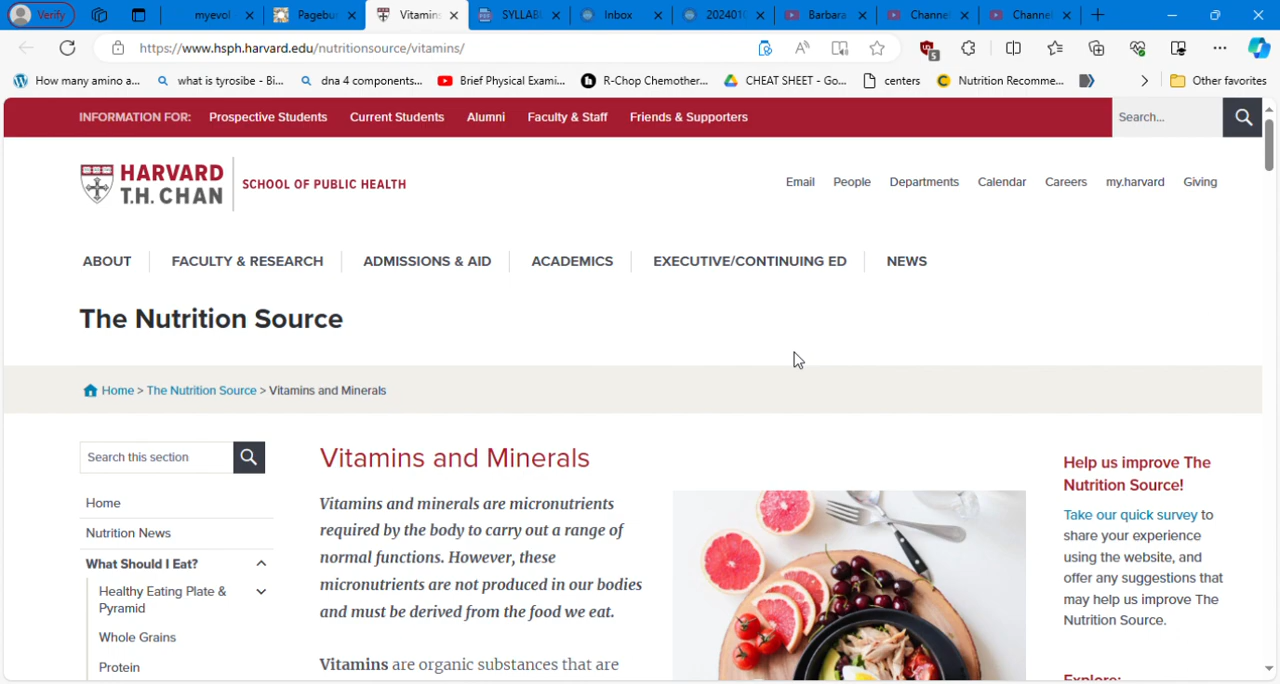 Verify
myevol
Pagebu
Vitamin
SYLLAB
Inbox
202401
Barbara
Channe
Channe
https://www.hsph.harvard.edu/nutritionsource/vitamins/
5
How many amino a...
what is tyrosibe - Bi...
dna 4 components...
Brief Physical Exami...
R-Chop Chemother...
CHEAT SHEET - Go...
centers
Nutrition Recomme...
Other favorites
INFORMATION FOR: Prospective Students Current Students Alumni Faculty & Staff Friends & Supporters
Search...
HARVARD
T.H. CHAN
SCHOOL OF PUBLIC HEALTH
Email People Departments Calendar Careers my.harvard Giving
ABOUT FACULTY & RESEARCH ADMISSIONS & AID ACADEMICS EXECUTIVE/CONTINUING ED NEWS
The Nutrition Source
Home > The Nutrition Source > Vitamins and Minerals
Search this section
Home
Nutrition News
What Should I Eat?
Healthy Eating Plate &
Pyramid
Whole Grains
Protein
Vitamins and Minerals
Vitamins and minerals are micronutrients
required by the body to carry out a range of
normal functions. However, these
micronutrients are not produced in our bodies
and must be derived from the food we eat.
Vitamins are organic substances that are
Help us improve The
Nutrition Source!
Take our quick survey to
share your experience
using the website, and
offer any suggestions that
may help us improve The
Nutrition Source.
Explore: